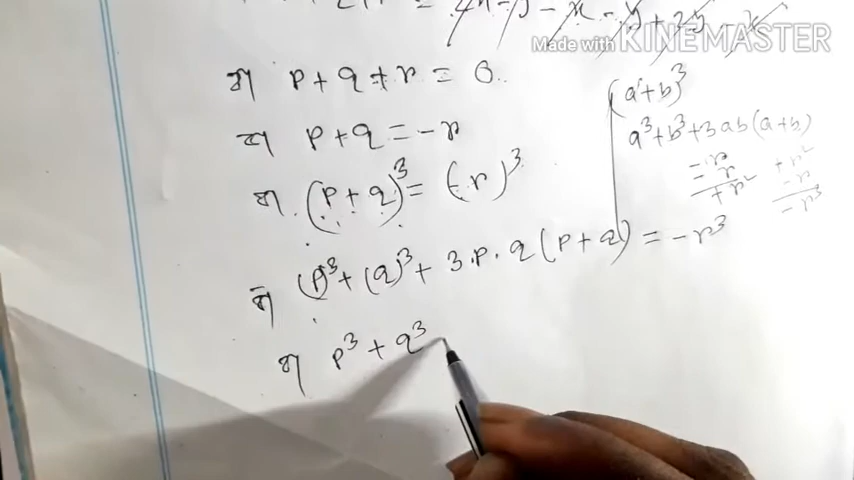 Made with KINEMASTER
বা p + q + r = 0
(a+b)³
বা p + q = -r
a³+b³+3ab(a+b)
বা (p + q)³ = (-r)³
বা (p)³ + (q)³ + 3.p.q(p+q) = -r³
বা p³ + q³